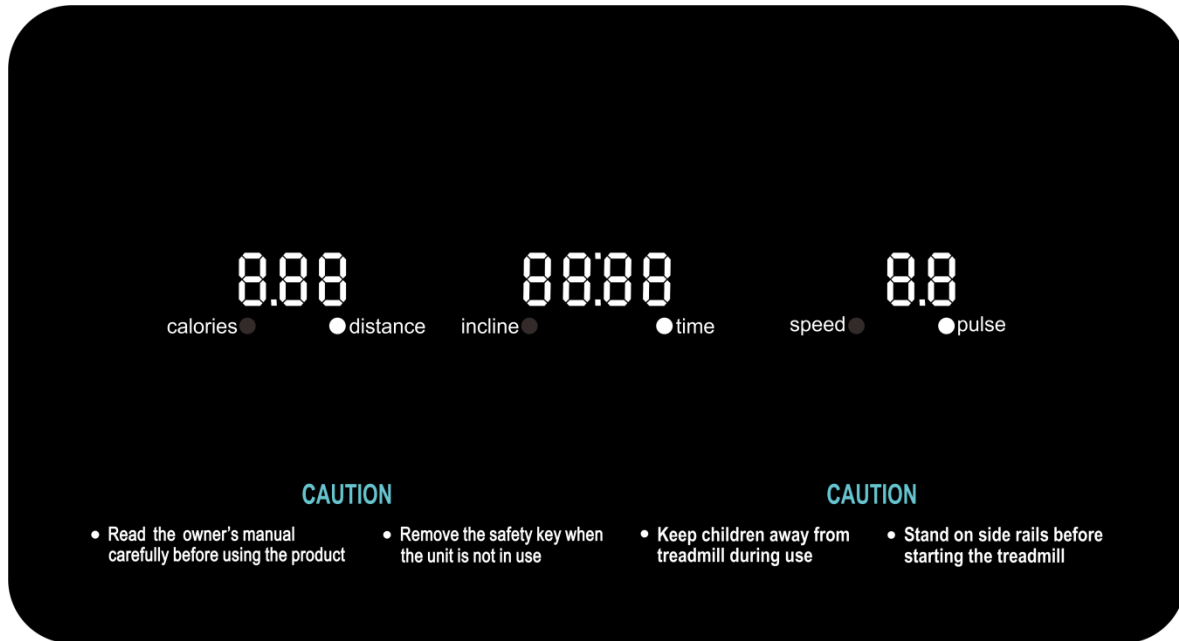 8.88 88:88 8.8
calories distance incline time speed pulse
CAUTION
• Read the owner's manual
carefully before using the product
• Remove the safety key when
the unit is not in use
CAUTION
• Keep children away from
treadmill during use
• Stand on side rails before
starting the treadmill